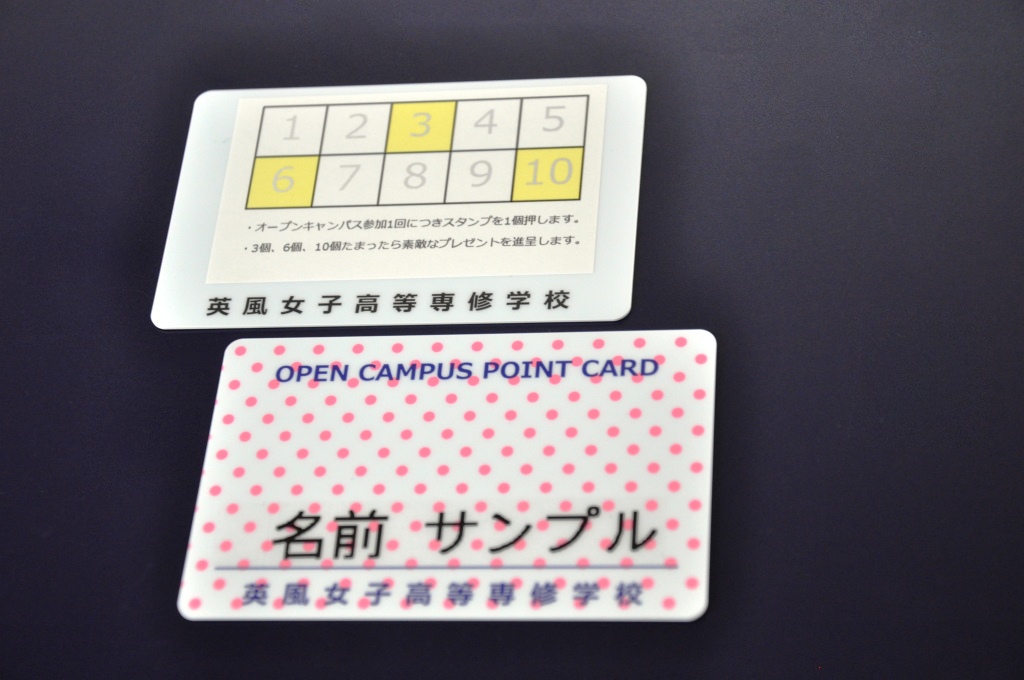 1 2 3 4 5
6 7 8 9 10
・オープンキャンパス参加1回につきスタンプを1個押します。
・3個、6個、10個たまったら素敵なプレゼントを進呈します。
英風女子高等専修学校
OPEN CAMPUS POINT CARD
名前 サンプル
英風女子高等専修学校